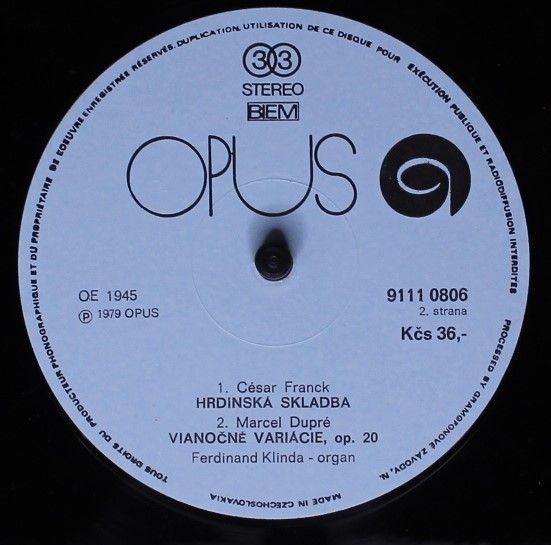 33
STEREO
BIEM
OPUS
OE 1945
Ⓟ 1979 OPUS
9111 0806
2. strana
Kčs 36,-
1. César Franck
HRDINSKÁ SKLADBA
2. Marcel Dupré
VIANOČNÉ VARIÁCIE, op. 20
Ferdinand Klinda - organ
TOUS DROITS DU PRODUCTEUR PHONOGRAPHIQUE ET DU PROPRIÉTAIRE DE L'OEUVRE ENREGISTRÉE RÉSERVÉS. DUPLICATION, UTILISATION DE CE DISQUE POUR EXÉCUTION PUBLIQUE ET RADIODIFFUSION INTERDITES
PROCESSED BY GRAMOFONOVÉ ZÁVODY, N.
MADE IN CZECHOSLOVAKIA